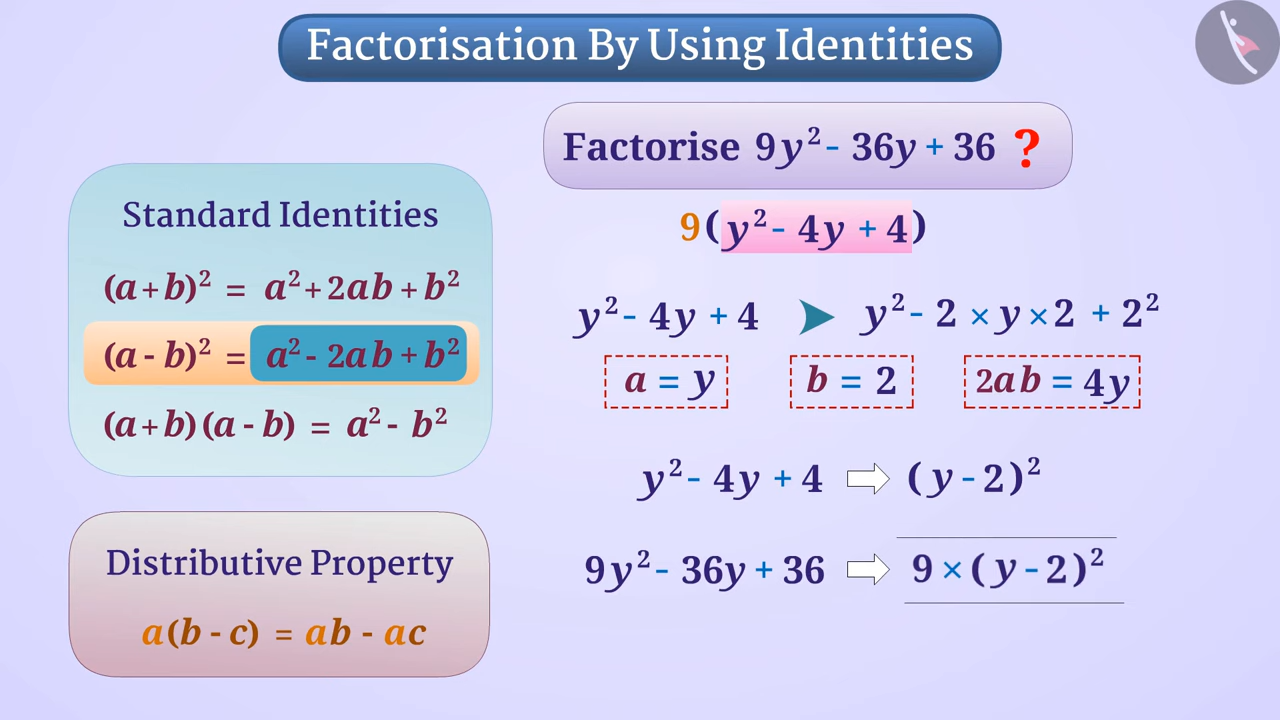 Factorisation By Using Identities
Standard Identities
(a+b)² = a²+2ab+b²
(a-b)² = a²-2ab+b²
(a+b)(a-b) = a²-b²
Distributive Property
a(b-c) = ab-ac
Factorise 9y²-36y+36 ?
9(y²-4y+4)
y²-4y+4 ➤ y²-2×y×2+2²
a = y b = 2 2ab = 4y
y²-4y+4 ⇨ (y-2)²
9y²-36y+36 ⇨ 9×(y-2)²